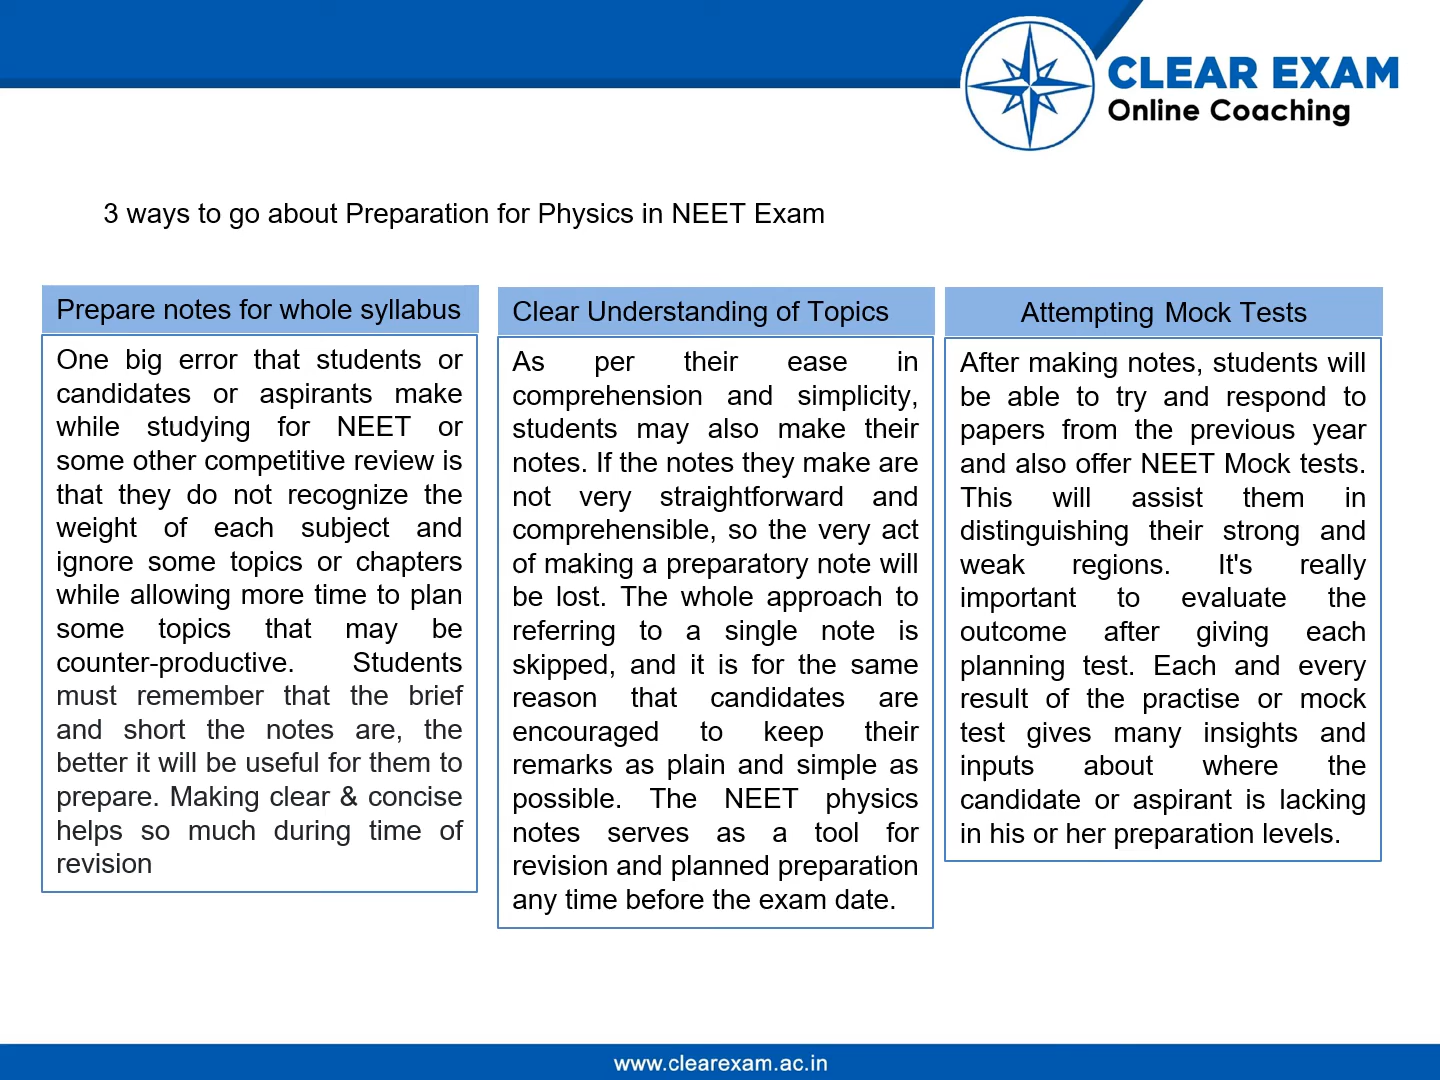 CLEAR EXAM
Online Coaching
3 ways to go about Preparation for Physics in NEET Exam
Prepare notes for whole syllabus
One big error that students or
candidates or aspirants make
while studying for NEET or
some other competitive review is
that they do not recognize the
weight of each subject and
ignore some topics or chapters
while allowing more time to plan
some topics that may be
counter-productive. Students
must remember that the brief
and short the notes are, the
better it will be useful for them to
prepare. Making clear & concise
helps so much during time of
revision
Clear Understanding of Topics
As per their ease in
comprehension and simplicity,
students may also make their
notes. If the notes they make are
not very straightforward and
comprehensible, so the very act
of making a preparatory note will
be lost. The whole approach to
referring to a single note is
skipped, and it is for the same
reason that candidates are
encouraged to keep their
remarks as plain and simple as
possible. The NEET physics
notes serves as a tool for
revision and planned preparation
any time before the exam date.
Attempting Mock Tests
After making notes, students will
be able to try and respond to
papers from the previous year
and also offer NEET Mock tests.
This will assist them in
distinguishing their strong and
weak regions. It's really
important to evaluate the
outcome after giving each
planning test. Each and every
result of the practise or mock
test gives many insights and
inputs about where the
candidate or aspirant is lacking
in his or her preparation levels.
www.clearexam.ac.in